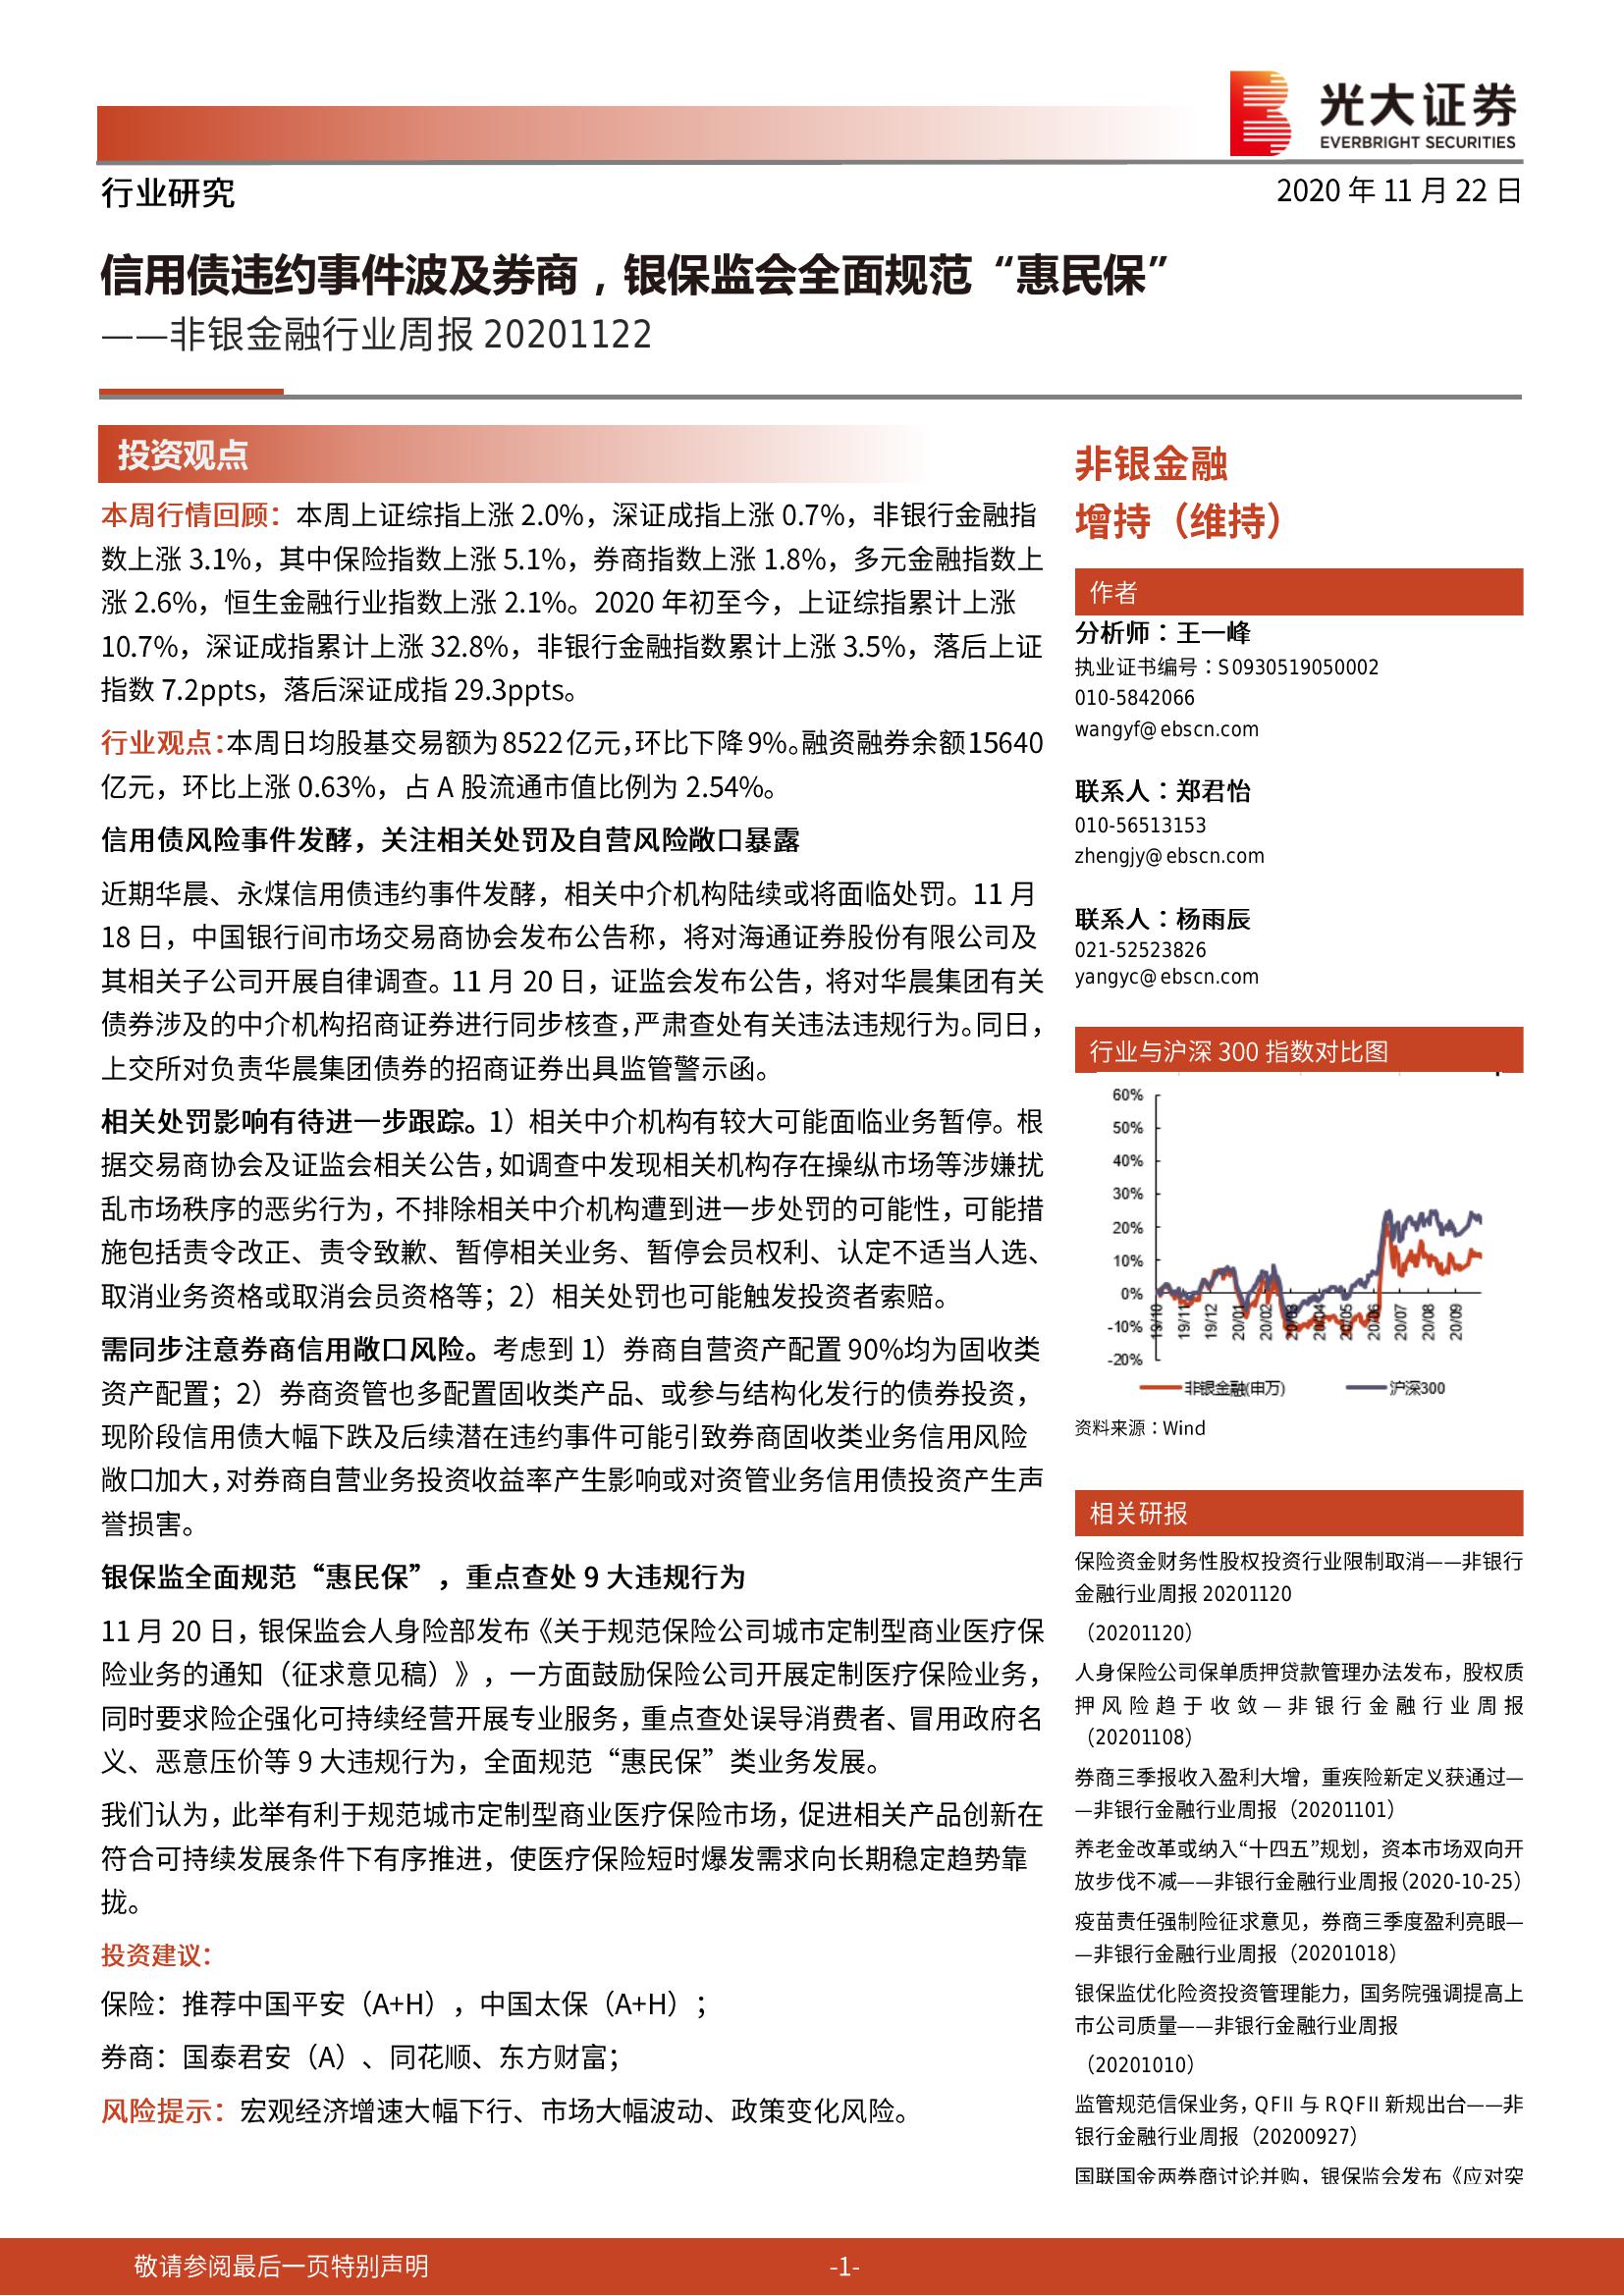 光大证券
EVERBRIGHT SECURITIES
行业研究
2020 年 11 月 22 日
信用债违约事件波及券商，银保监会全面规范“惠民保”
——非银金融行业周报 20201122
投资观点
本周行情回顾：本周上证综指上涨 2.0%，深证成指上涨 0.7%，非银行金融指
数上涨 3.1%，其中保险指数上涨 5.1%，券商指数上涨 1.8%，多元金融指数上
涨 2.6%，恒生金融行业指数上涨 2.1%。2020 年初至今，上证综指累计上涨
10.7%，深证成指累计上涨 32.8%，非银行金融指数累计上涨 3.5%，落后上证
指数 7.2ppts，落后深证成指 29.3ppts。
行业观点：本周日均股基交易额为 8522 亿元，环比下降 9%。融资融券余额 15640
亿元，环比上涨 0.63%，占 A 股流通市值比例为 2.54%。
信用债风险事件发酵，关注相关处罚及自营风险敞口暴露
近期华晨、永煤信用债违约事件发酵，相关中介机构陆续或将面临处罚。11 月
18 日，中国银行间市场交易商协会发布公告称，将对海通证券股份有限公司及
其相关子公司开展自律调查。11 月 20 日，证监会发布公告，将对华晨集团有关
债券涉及的中介机构招商证券进行同步核查，严肃查处有关违法违规行为。同日，
上交所对负责华晨集团债券的招商证券出具监管警示函。
相关处罚影响有待进一步跟踪。1）相关中介机构有较大可能面临业务暂停。根
据交易商协会及证监会相关公告，如调查中发现相关机构存在操纵市场等涉嫌扰
乱市场秩序的恶劣行为，不排除相关中介机构遭到进一步处罚的可能性，可能措
施包括责令改正、责令致歉、暂停相关业务、暂停会员权利、认定不适当人选、
取消业务资格或取消会员资格等；2）相关处罚也可能触发投资者索赔。
需同步注意券商信用敞口风险。考虑到 1）券商自营资产配置 90%均为固收类
资产配置；2）券商资管也多配置固收类产品、或参与结构化发行的债券投资，
现阶段信用债大幅下跌及后续潜在违约事件可能引致券商固收类业务信用风险
敞口加大，对券商自营业务投资收益率产生影响或对资管业务信用债投资产生声
誉损害。
银保监全面规范“惠民保”，重点查处 9 大违规行为
11 月 20 日，银保监会人身险部发布《关于规范保险公司城市定制型商业医疗保
险业务的通知（征求意见稿）》，一方面鼓励保险公司开展定制医疗保险业务，
同时要求险企强化可持续经营开展专业服务，重点查处误导消费者、冒用政府名
义、恶意压价等 9 大违规行为，全面规范“惠民保”类业务发展。
我们认为，此举有利于规范城市定制型商业医疗保险市场，促进相关产品创新在
符合可持续发展条件下有序推进，使医疗保险短时爆发需求向长期稳定趋势靠
拢。
投资建议：
保险：推荐中国平安（A+H），中国太保（A+H）；
券商：国泰君安（A）、同花顺、东方财富；
风险提示：宏观经济增速大幅下行、市场大幅波动、政策变化风险。
非银金融
增持（维持）
作者
分析师：王一峰
执业证书编号：S0930519050002
010-5842066
wangyf@ebscn.com
联系人：郑君怡
010-56513153
zhengjy@ebscn.com
联系人：杨雨辰
021-52523826
yangyc@ebscn.com
行业与沪深 300 指数对比图
60%
50%
40%
30%
20%
10%
0%
-10%
-20%
19/10 19/11 19/12 20/01 20/02 20/03 20/04 20/05 20/06 20/07 20/08 20/09
非银金融(申万) 沪深300
资料来源：Wind
相关研报
保险资金财务性股权投资行业限制取消——非银行
金融行业周报 20201120
（20201120）
人身保险公司保单质押贷款管理办法发布，股权质
押风险趋于收敛—非银行金融行业周报
（20201108）
券商三季报收入盈利大增，重疾险新定义获通过—
—非银行金融行业周报（20201101）
养老金改革或纳入“十四五”规划，资本市场双向开
放步伐不减——非银行金融行业周报（2020-10-25）
疫苗责任强制险征求意见，券商三季度盈利亮眼—
—非银行金融行业周报（20201018）
银保监优化险资投资管理能力，国务院强调提高上
市公司质量——非银行金融行业周报
（20201010）
监管规范信保业务，QFII 与 RQFII 新规出台——非
银行金融行业周报（20200927）
国联国金两券商讨论并购，银保监会发布《应对突
敬请参阅最后一页特别声明
-1-